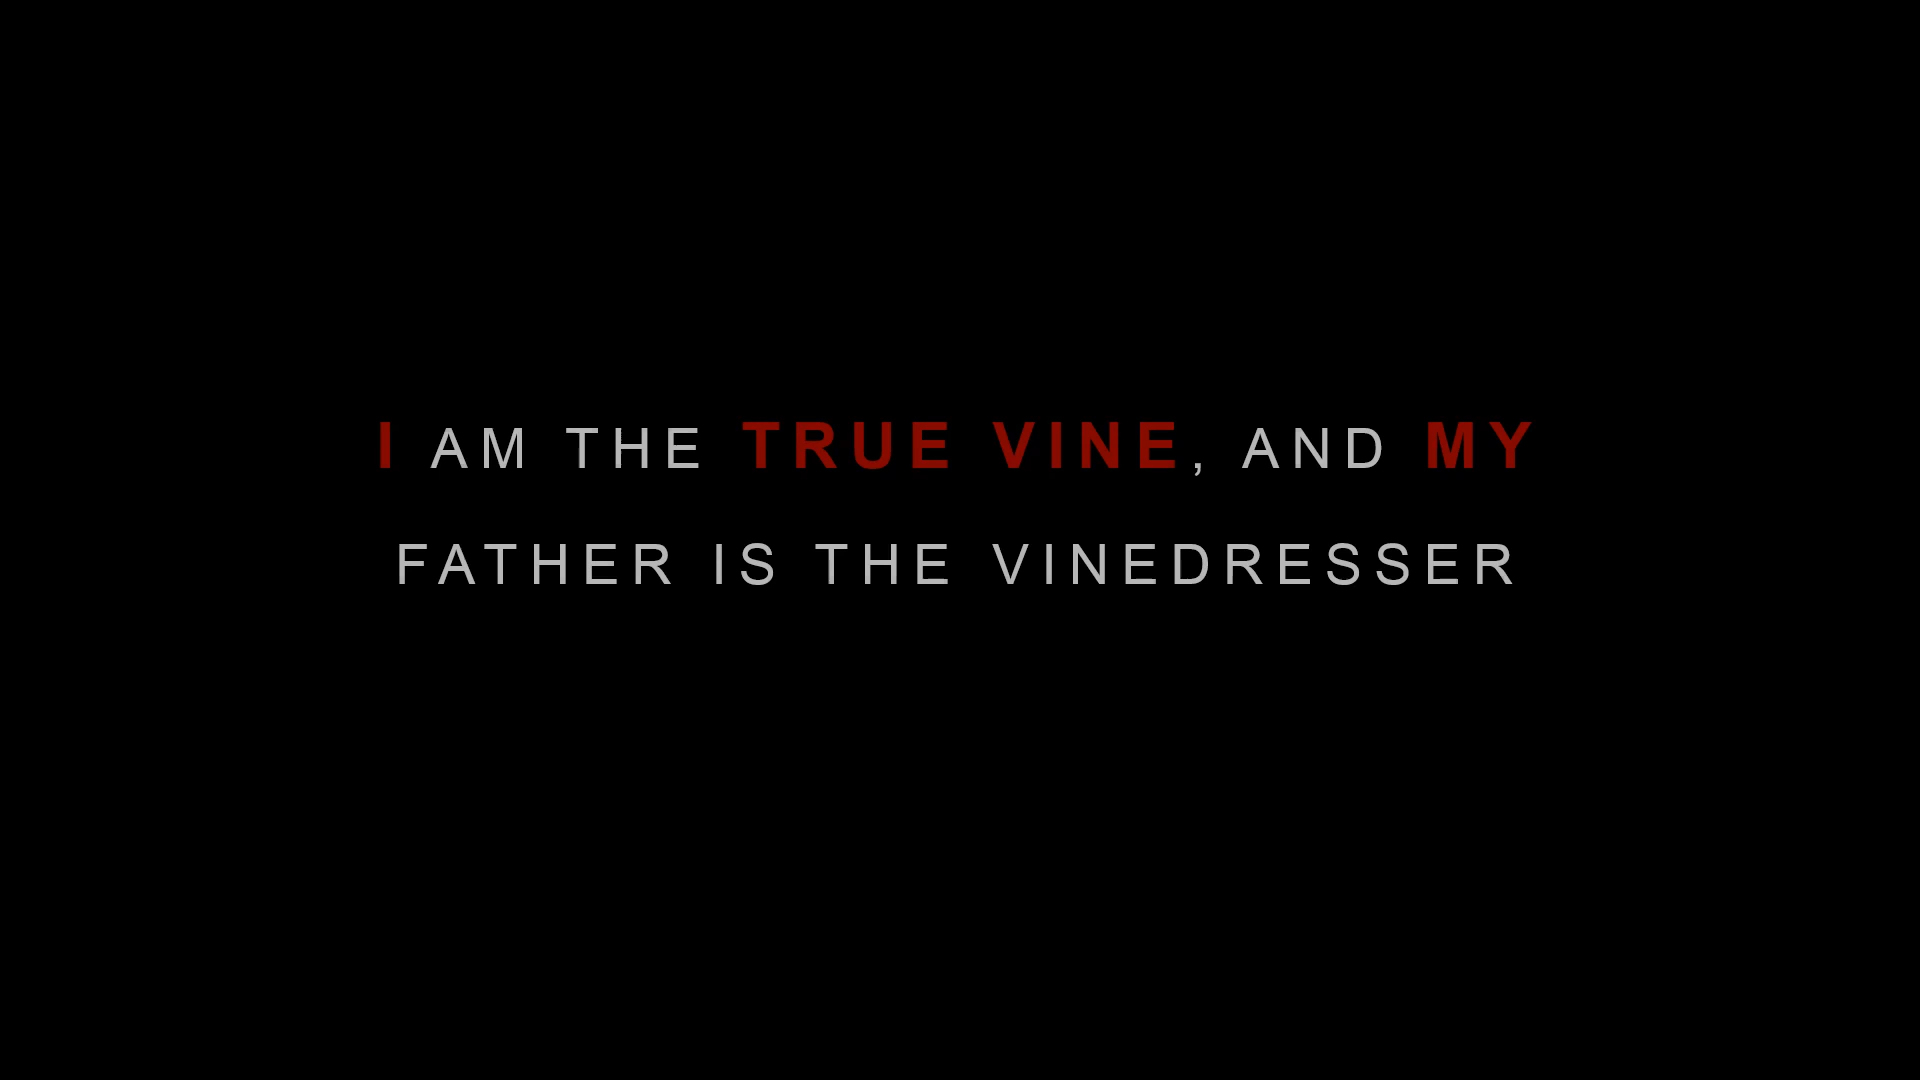 I AM THE TRUE VINE, AND MY
FATHER IS THE VINEDRESSER